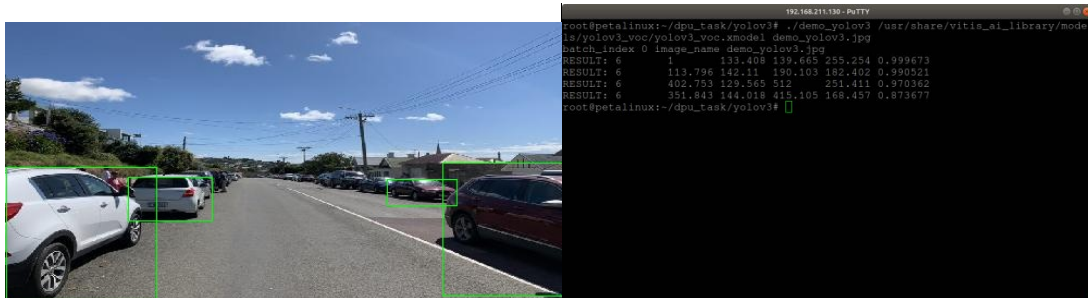 192.168.211.130 - PuTTY
root@petalinux:~/dpu_task/yolov3# ./demo_yolov3 /usr/share/vitis_ai_library/mode
ls/yolov3_voc/yolov3_voc.xmodel demo_yolov3.jpg
batch_index 0 image_name demo_yolov3.jpg
RESULT: 6 1 133.408 139.665 255.254 0.999673
RESULT: 6 113.796 142.11 190.103 182.402 0.990521
RESULT: 6 402.753 129.565 512 251.411 0.970362
RESULT: 6 351.843 144.018 415.105 168.457 0.873677
root@petalinux:~/dpu_task/yolov3#